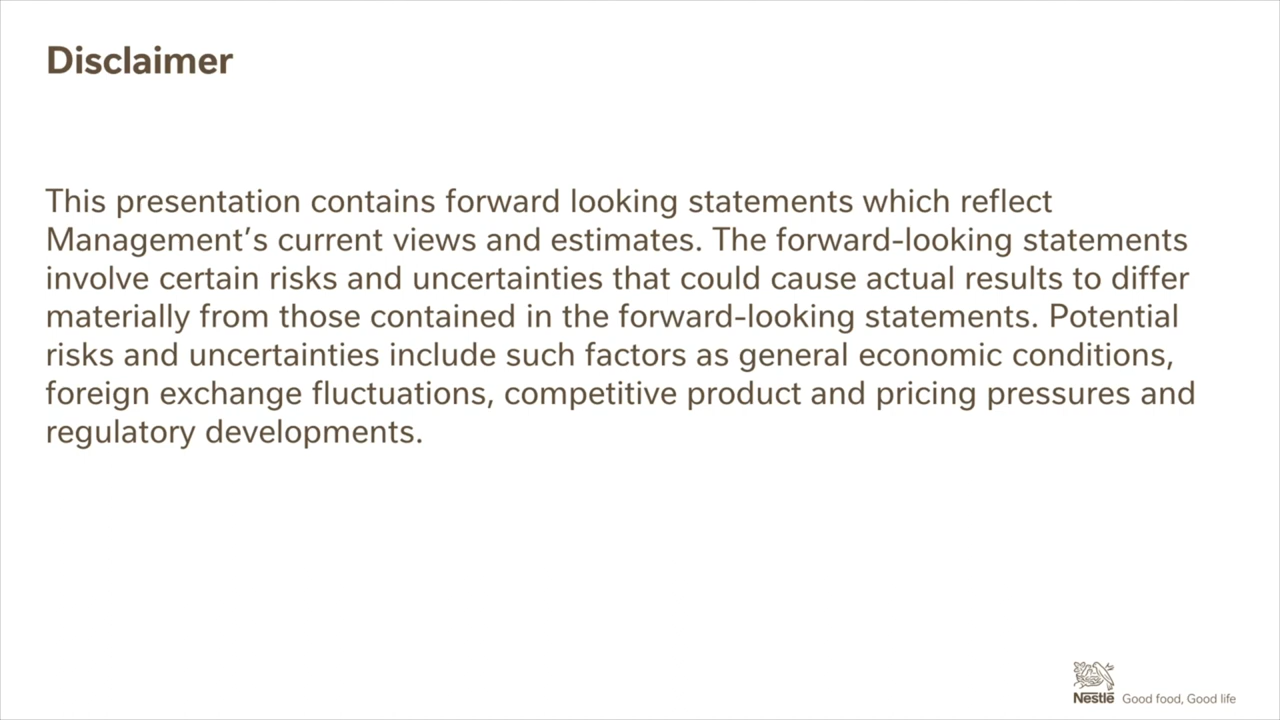 Disclaimer
This presentation contains forward looking statements which reflect
Management’s current views and estimates. The forward-looking statements
involve certain risks and uncertainties that could cause actual results to differ
materially from those contained in the forward-looking statements. Potential
risks and uncertainties include such factors as general economic conditions,
foreign exchange fluctuations, competitive product and pricing pressures and
regulatory developments.
Nestlé Good food, Good life